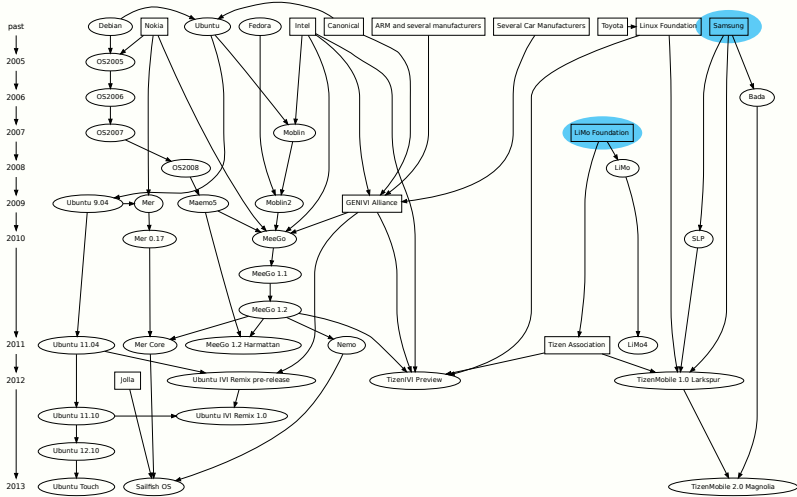 past Debian Nokia Ubuntu Fedora Intel Canonical ARM and several manufacturers Several Car Manufacturers Toyota Linux Foundation Samsung
2005 OS2005
2006 OS2006 Bada
2007 OS2007 Moblin LiMo Foundation
2008 OS2008 LiMo
2009 Ubuntu 9.04 Mer Maemo5 Moblin2 GENIVI Alliance
2010 Mer 0.17 MeeGo SLP
MeeGo 1.1
MeeGo 1.2
2011 Ubuntu 11.04 Mer Core MeeGo 1.2 Harmattan Nemo Tizen Association LiMo4
2012 Jolla Ubuntu IVI Remix pre-release TizenIVI Preview TizenMobile 1.0 Larkspur
Ubuntu 11.10 Ubuntu IVI Remix 1.0
Ubuntu 12.10
2013 Ubuntu Touch Sailfish OS TizenMobile 2.0 Magnolia